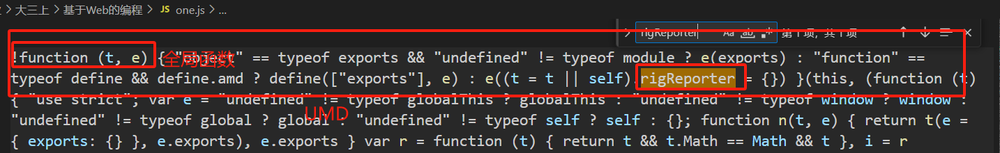 › 大三上 › 基于Web的编程 › JS one.js › ...
rigReporter Aa ab 第 1 项, 共 1 项
!function (t, e) { "object" == typeof exports && "undefined" != typeof module ? e(exports) : "function" ==
全局函数
typeof define && define.amd ? define(["exports"], e) : e((t = t || self).rigReporter = {}) }(this, (function (t)
{ "use strict"; var e = "undefined" != typeof globalThis ? globalThis : "undefined" != typeof window ? window :
UMD
"undefined" != typeof global ? global : "undefined" != typeof self ? self : {}; function n(t, e) { return t(e =
{ exports: {} }, e.exports), e.exports } var r = function (t) { return t && t.Math == Math && t }, i = r